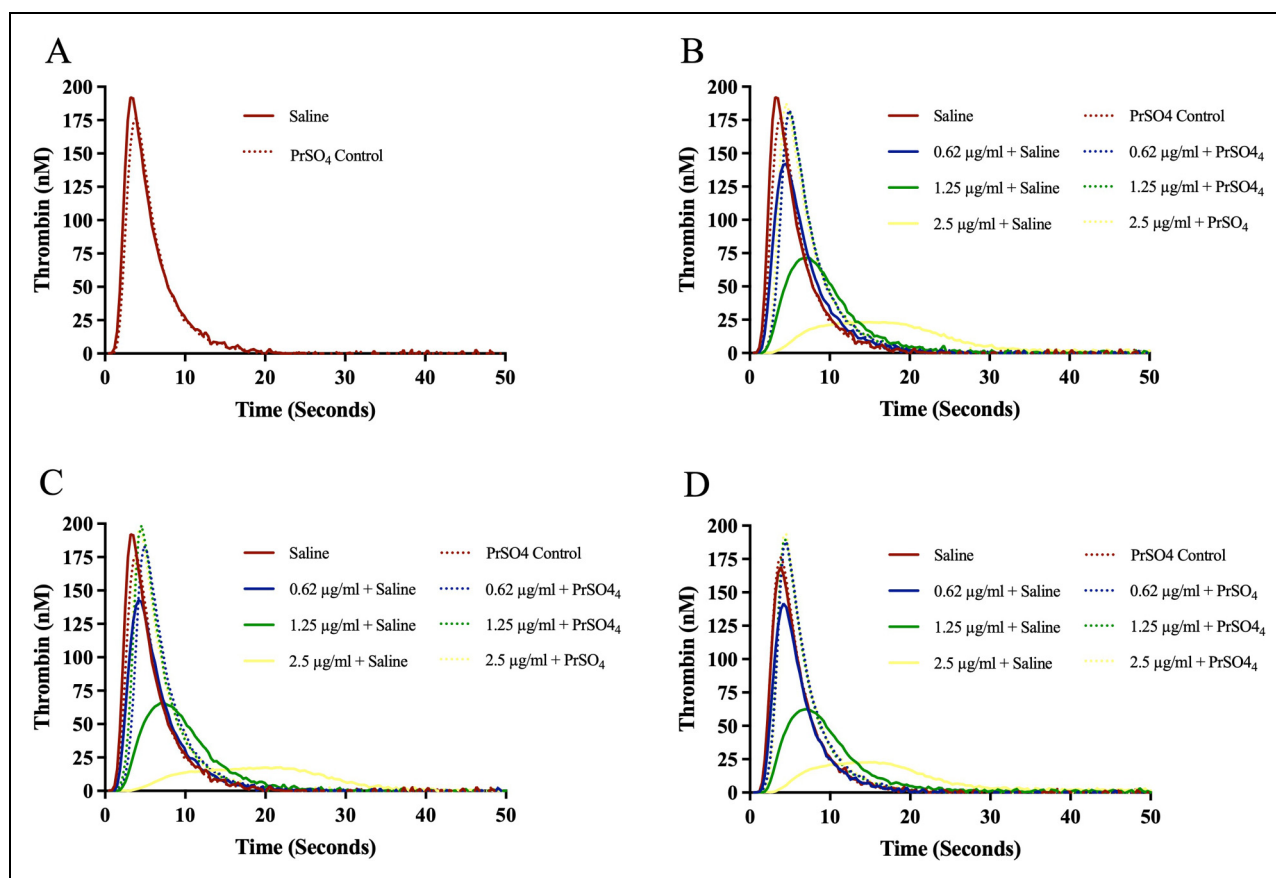 A
200
175
150
125
100
75
50
25
0
Thrombin (nM)
Saline
PrSO₄ Control
0 10 20 30 40 50
Time (Seconds)
B
200
175
150
125
100
75
50
25
0
Thrombin (nM)
Saline PrSO4 Control
0.62 µg/ml + Saline 0.62 µg/ml + PrSO4₄
1.25 µg/ml + Saline 1.25 µg/ml + PrSO4₄
2.5 µg/ml + Saline 2.5 µg/ml + PrSO₄
0 10 20 30 40 50
Time (Seconds)
C
200
175
150
125
100
75
50
25
0
Thrombin (nM)
Saline PrSO4 Control
0.62 µg/ml + Saline 0.62 µg/ml + PrSO4₄
1.25 µg/ml + Saline 1.25 µg/ml + PrSO4₄
2.5 µg/ml + Saline 2.5 µg/ml + PrSO₄
0 10 20 30 40 50
Time (Seconds)
D
200
175
150
125
100
75
50
25
0
Thrombin (nM)
Saline PrSO4 Control
0.62 µg/ml + Saline 0.62 µg/ml + PrSO₄
1.25 µg/ml + Saline 1.25 µg/ml + PrSO4₄
2.5 µg/ml + Saline 2.5 µg/ml + PrSO4₄
0 10 20 30 40 50
Time (Seconds)